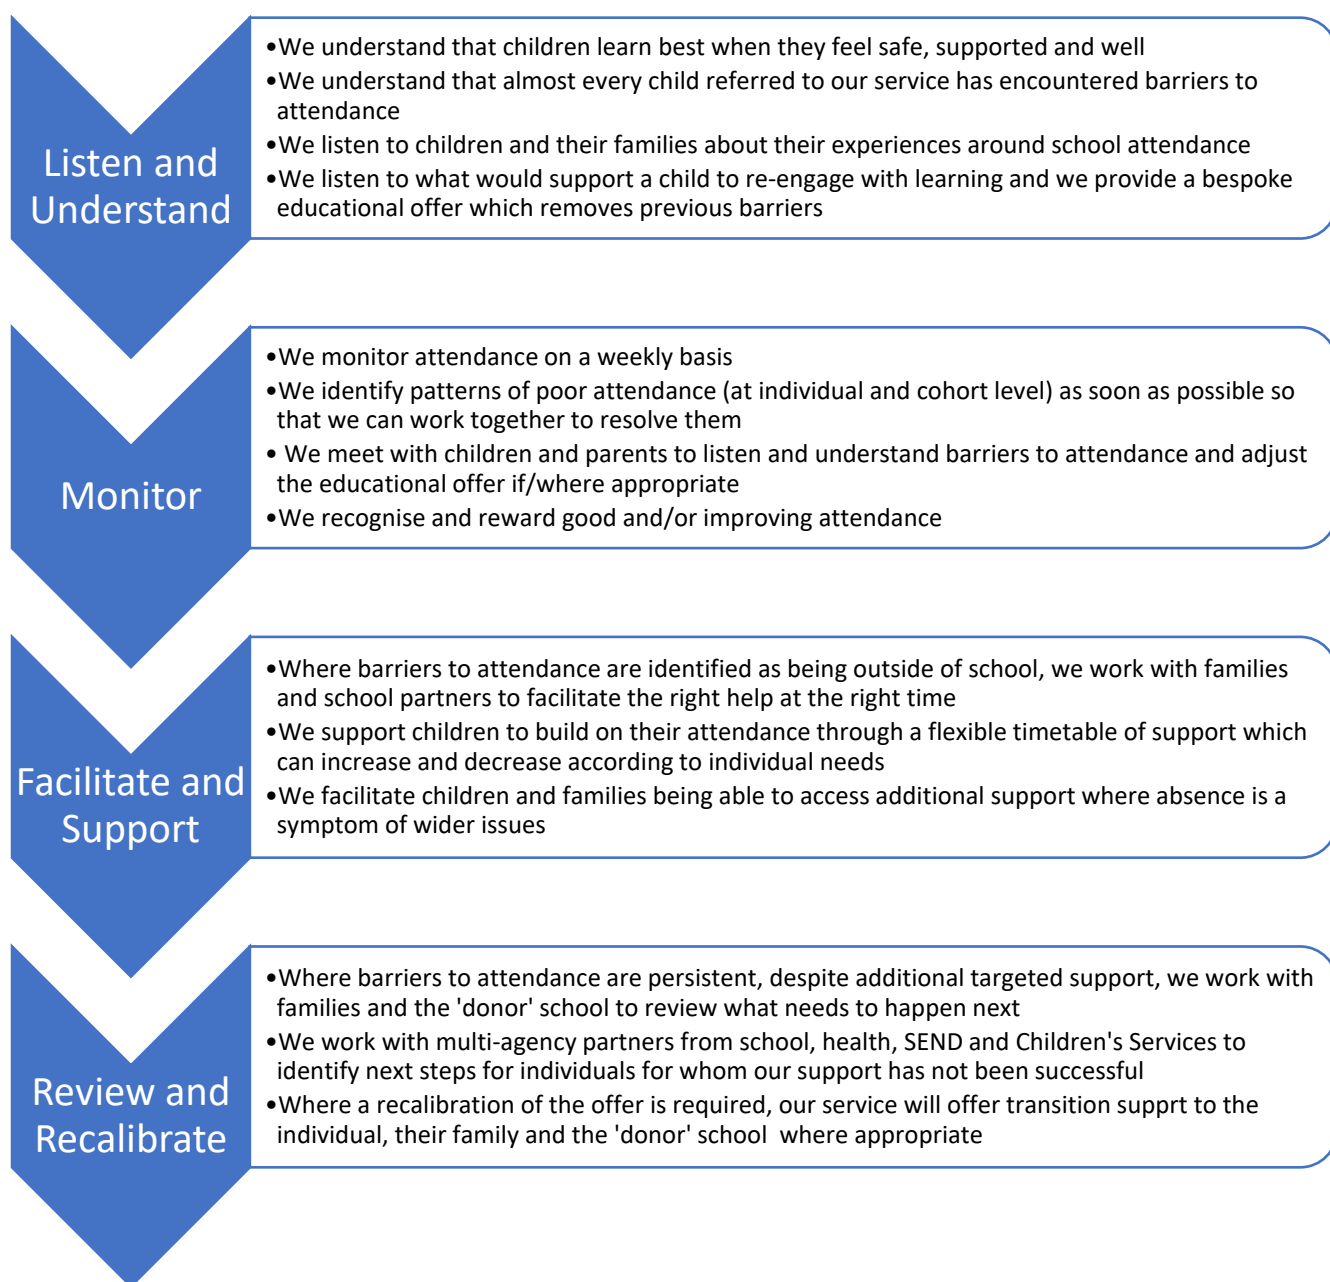 Listen and
Understand
•We understand that children learn best when they feel safe, supported and well
•We understand that almost every child referred to our service has encountered barriers to
attendance
•We listen to children and their families about their experiences around school attendance
•We listen to what would support a child to re-engage with learning and we provide a bespoke
educational offer which removes previous barriers
Monitor
•We monitor attendance on a weekly basis
•We identify patterns of poor attendance (at individual and cohort level) as soon as possible so
that we can work together to resolve them
• We meet with children and parents to listen and understand barriers to attendance and adjust
the educational offer if/where appropriate
•We recognise and reward good and/or improving attendance
Facilitate and
Support
•Where barriers to attendance are identified as being outside of school, we work with families
and school partners to facilitate the right help at the right time
•We support children to build on their attendance through a flexible timetable of support which
can increase and decrease according to individual needs
•We facilitate children and families being able to access additional support where absence is a
symptom of wider issues
Review and
Recalibrate
•Where barriers to attendance are persistent, despite additional targeted support, we work with
families and the 'donor' school to review what needs to happen next
•We work with multi-agency partners from school, health, SEND and Children's Services to
identify next steps for individuals for whom our support has not been successful
•Where a recalibration of the offer is required, our service will offer transition supprt to the
individual, their family and the 'donor' school  where appropriate